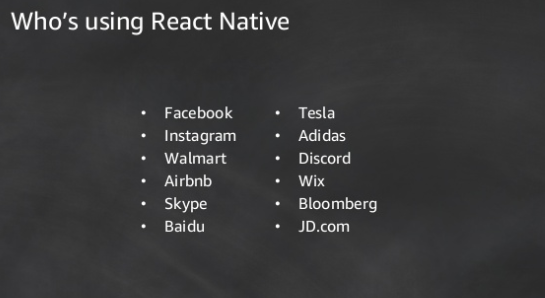 Who's using React Native
• Facebook
• Instagram
• Walmart
• Airbnb
• Skype
• Baidu
• Tesla
• Adidas
• Discord
• Wix
• Bloomberg
• JD.com